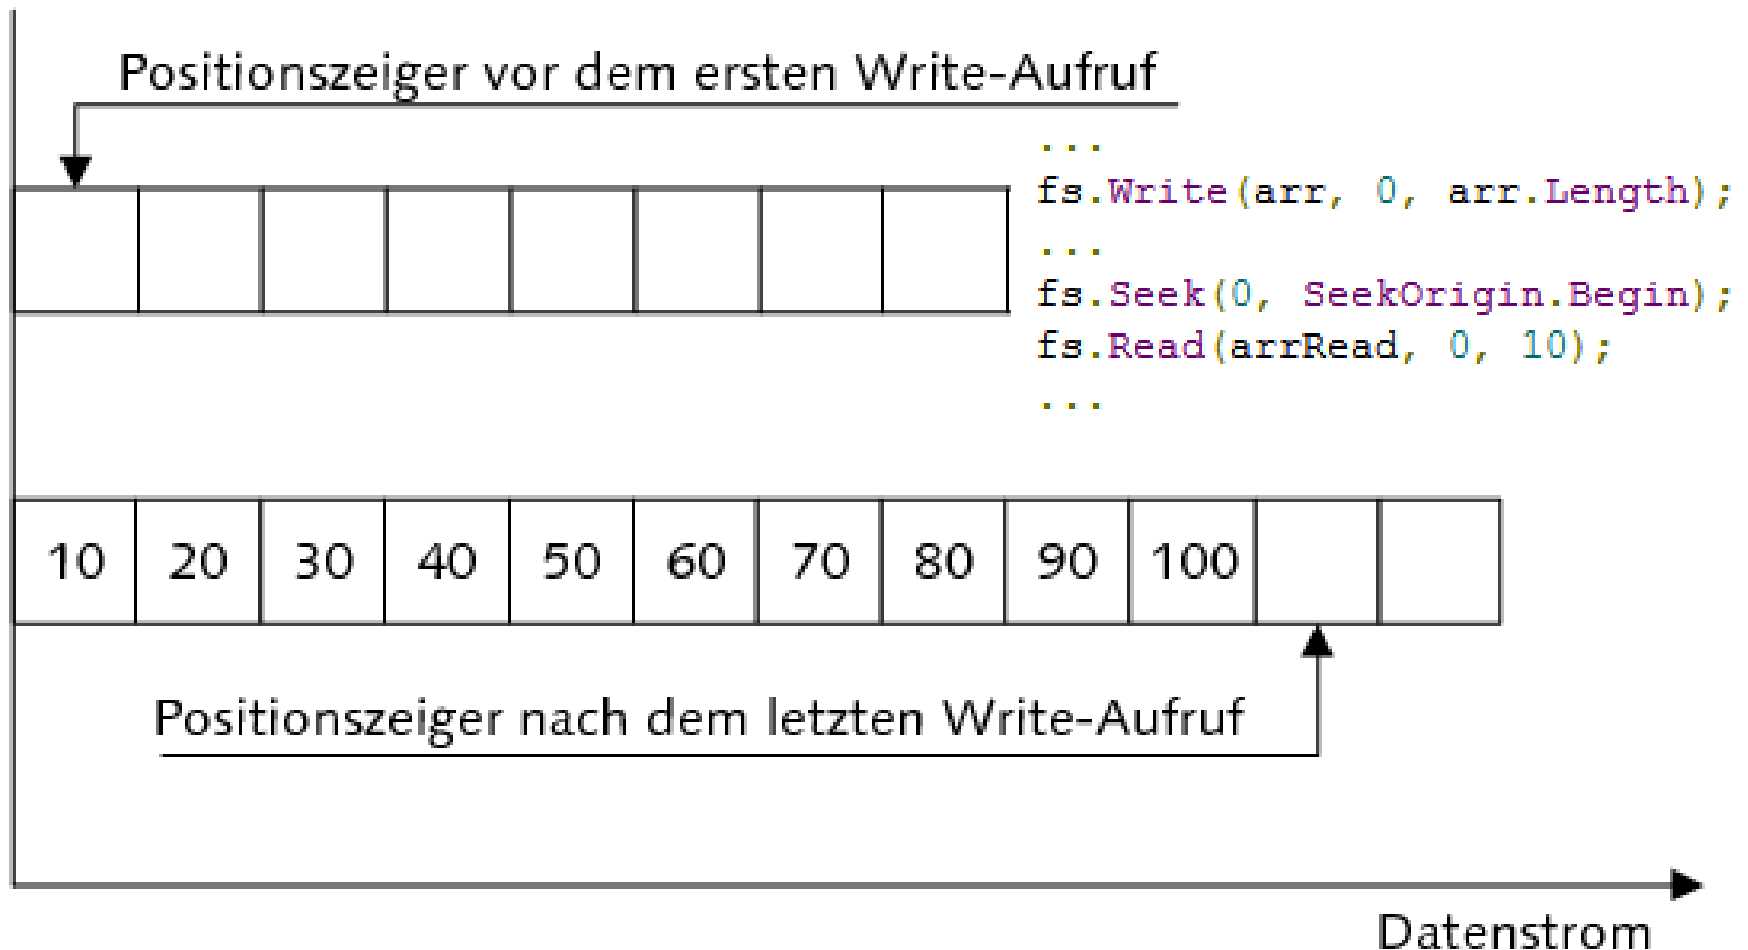 Positionszeiger vor dem ersten Write-Aufruf
...
fs.Write(arr, 0, arr.Length);
...
fs.Seek(0, SeekOrigin.Begin);
fs.Read(arrRead, 0, 10);
...
10 20 30 40 50 60 70 80 90 100
Positionszeiger nach dem letzten Write-Aufruf
Datenstrom